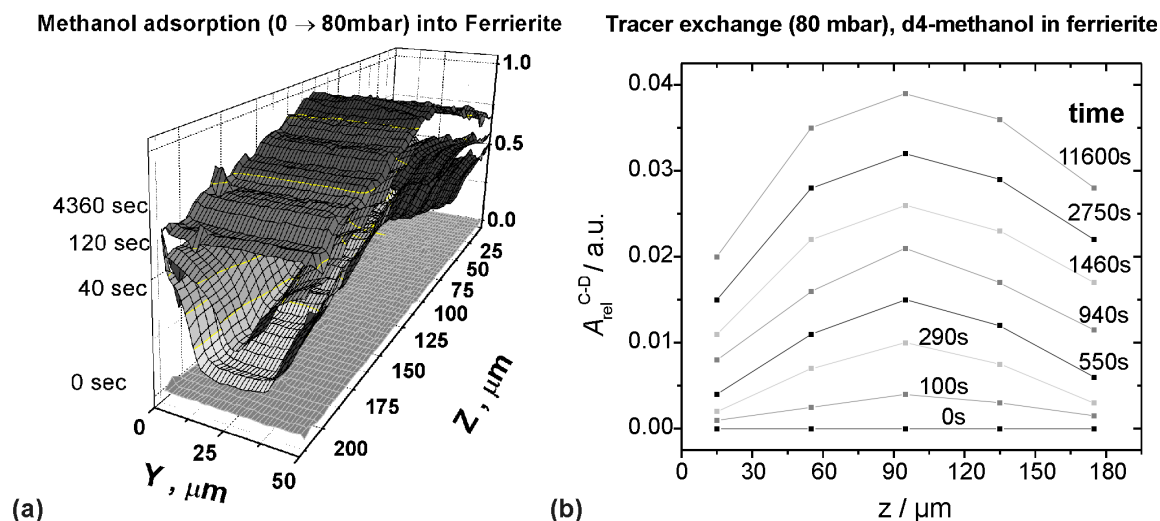 Methanol adsorption (0 → 80mbar) into Ferrierite
1.0
0.5
0.0
4360 sec
120 sec
40 sec
0 sec
25
50
75
100
125
150
175
200
0
25
50
Y , μm
Z , μm
(a)
Tracer exchange (80 mbar), d4-methanol in ferrierite
0.04
0.03
0.02
0.01
0.00
A_rel^C-D / a.u.
time
11600s
2750s
1460s
940s
550s
290s
100s
0s
0 30 60 90 120 150 180
z / μm
(b)